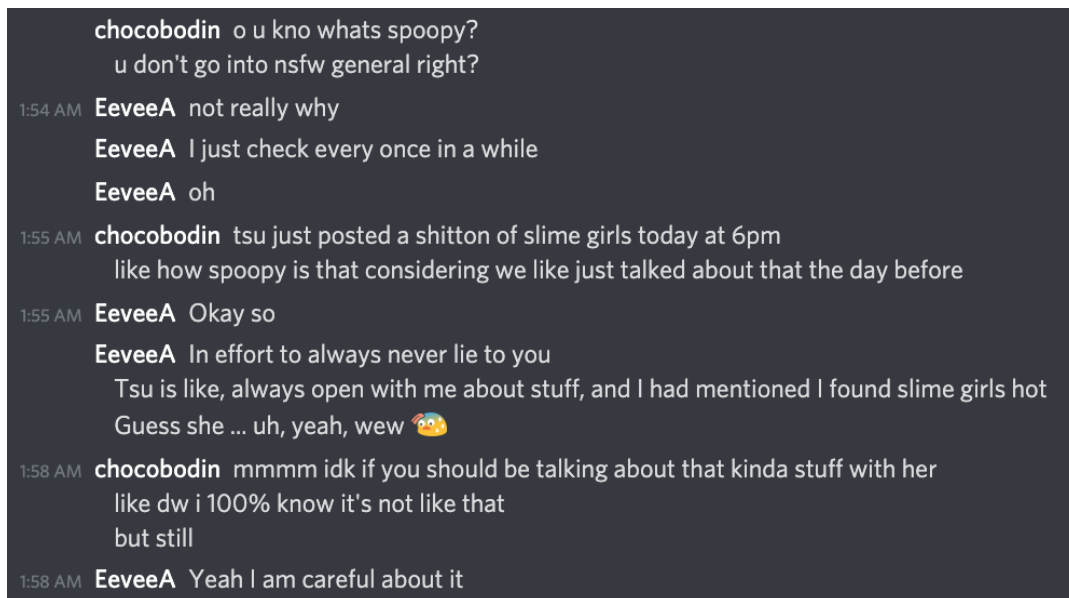 chocobodin o u kno whats spoopy?
u don't go into nsfw general right?
1:54 AM EeveeA not really why
EeveeA I just check every once in a while
EeveeA oh
1:55 AM chocobodin tsu just posted a shitton of slime girls today at 6pm
like how spoopy is that considering we like just talked about that the day before
1:55 AM EeveeA Okay so
EeveeA In effort to always never lie to you
Tsu is like, always open with me about stuff, and I had mentioned I found slime girls hot
Guess she ... uh, yeah, wew
1:58 AM chocobodin mmmm idk if you should be talking about that kinda stuff with her
like dw i 100% know it's not like that
but still
1:58 AM EeveeA Yeah I am careful about it